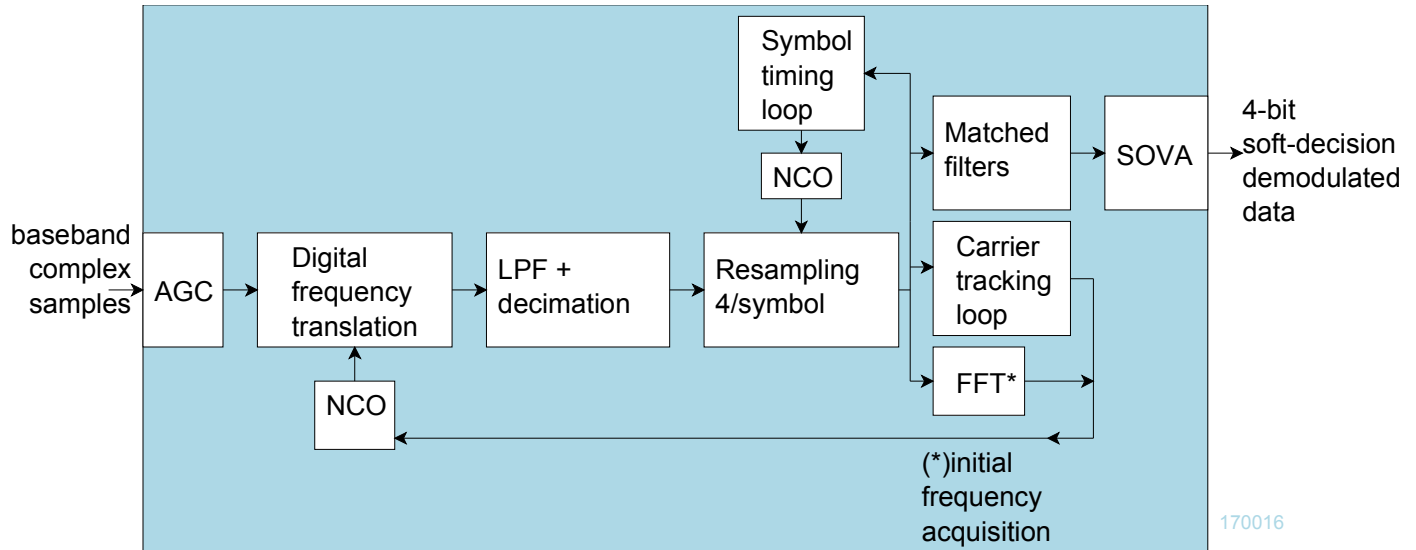 Symbol
timing
loop
NCO
Matched
filters
SOVA
4-bit
soft-decision
demodulated
data
baseband
complex
samples
AGC
Digital
frequency
translation
LPF +
decimation
Resampling
4/symbol
Carrier
tracking
loop
FFT*
NCO
(*)initial
frequency
acquisition
170016